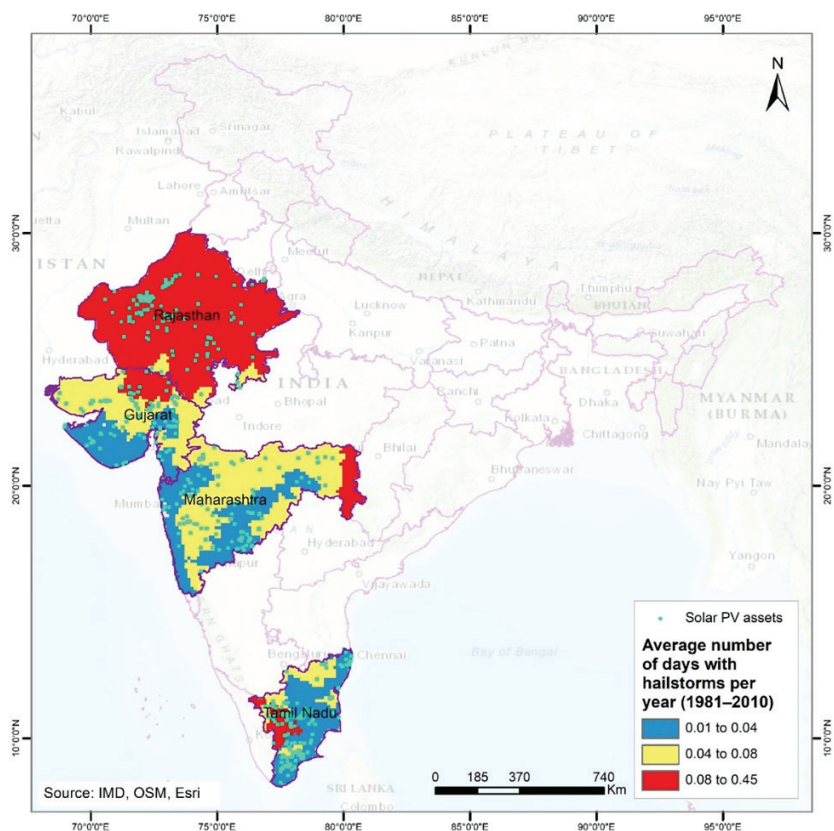 70°0'0"E 75°0'0"E 80°0'0"E 85°0'0"E 90°0'0"E 95°0'0"E
N
KUNLUN
Kabul
Islamabad
Srinagar
Rawalpindi
PLATEAU OF
TIBET
Lahore
Amritsar
Multan
30°0'0"N
30°0'0"N
HIMALAYA
Meerut
Delhi
NEPAL
Agra
Lucknow
Kathmandu
Thimphu
BHUTAN
Rajasthan
Kanpur
Patna
Guwahati
Hyderabad
Varanasi
BANGLADESH
INDIA
Ranchi
Dhaka
MYANMAR
(BURMA)
Bhopal
Gujarat
Indore
Kolkata
Chittagong
Mandalay
Bhilai
Bhubaneswar
20°0'0"N
20°0'0"N
Nay Pyi Taw
Mumbai
Maharashtra
Hyderabad
Yangon
Vijayawada
Bay of Bengal
Chennai
Tamil Nadu
10°0'0"N
10°0'0"N
SRI LANKA
Colombo
Solar PV assets
Average number
of days with
hailstorms per
year (1981–2010)
0.01 to 0.04
0.04 to 0.08
0.08 to 0.45
0 185 370 740
Km
Source: IMD, OSM, Esri
70°0'0"E 75°0'0"E 80°0'0"E 85°0'0"E 90°0'0"E 95°0'0"E